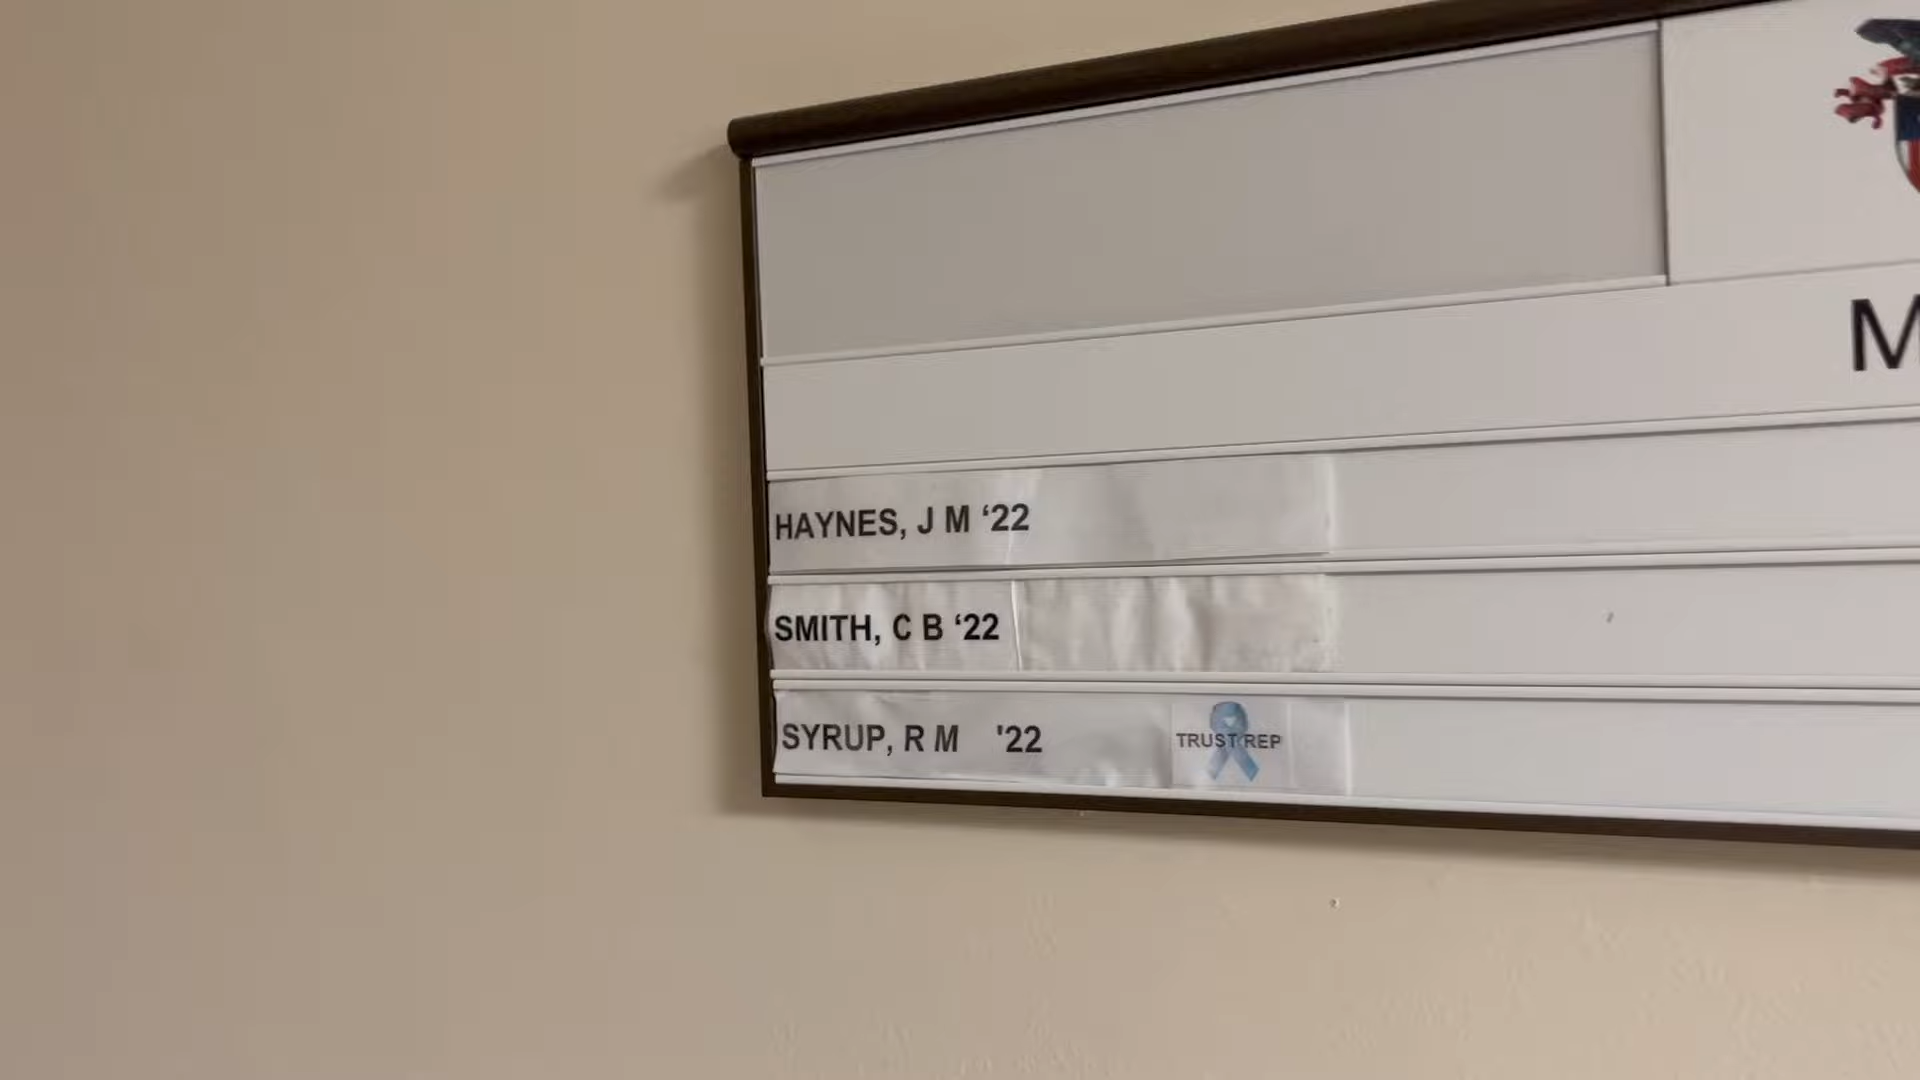 M
HAYNES, J M ‘22
SMITH, C B ‘22
SYRUP, R M '22
TRUST REP